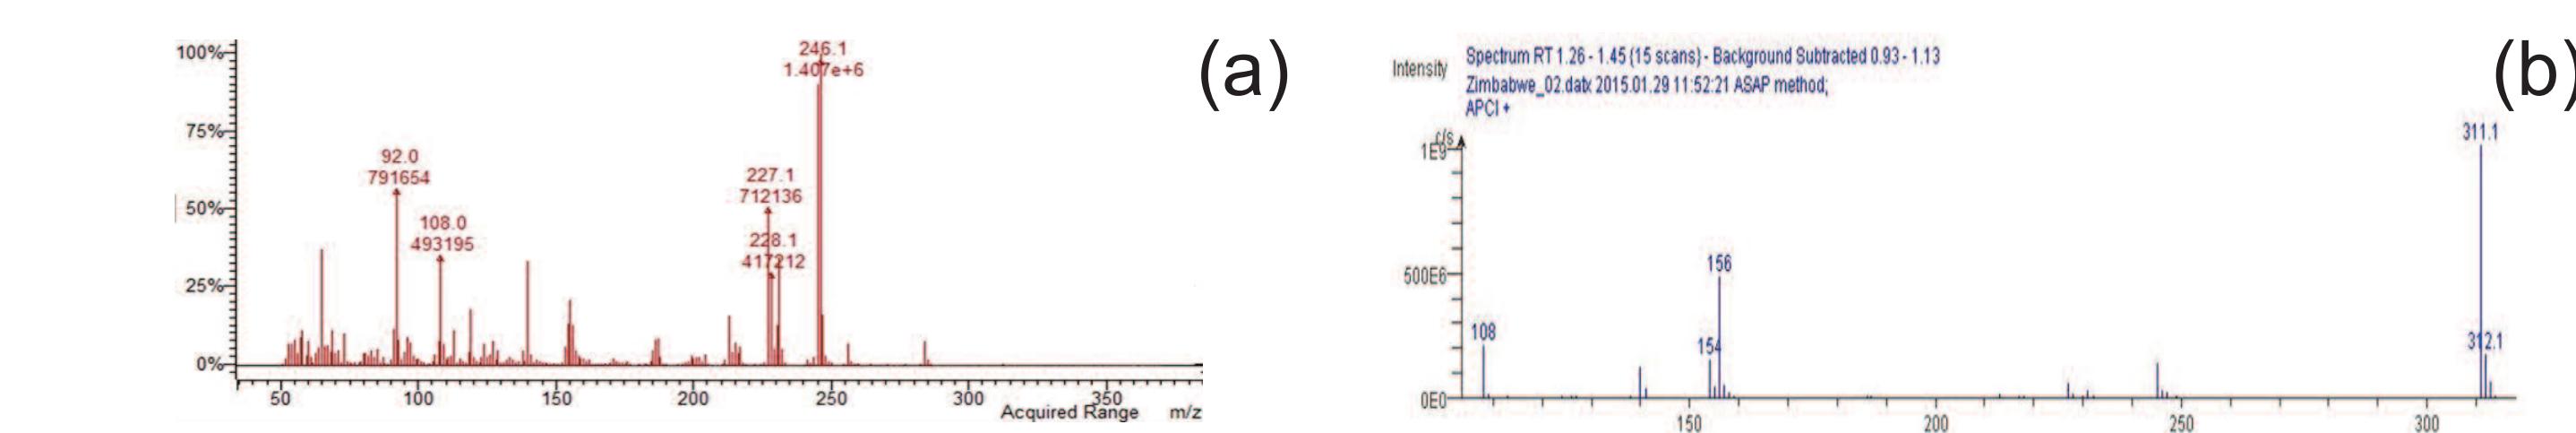 100%
75%
50%
25%
0%
246.1
1.407e+6
92.0
791654
108.0
493195
227.1
712136
228.1
417212
50
100
150
200
250
300
350
Acquired Range m/z
(a)
Intensity
Spectrum RT 1.26 - 1.45 (15 scans) - Background Subtracted 0.93 - 1.13
Zimbabwe_02.datx 2015.01.29 11:52:21 ASAP method;
APCI +
c/s
1E9
500E6
0E0
108
154
156
311.1
312.1
150
200
250
300
(b)